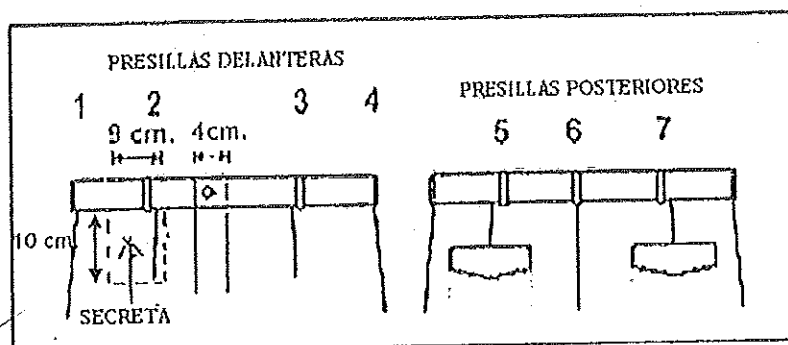 PRESILLAS DELANTERAS
1 2 3 4
9 cm. 4cm.
10 cm
SECRETA
PRESILLAS POSTERIORES
5 6 7